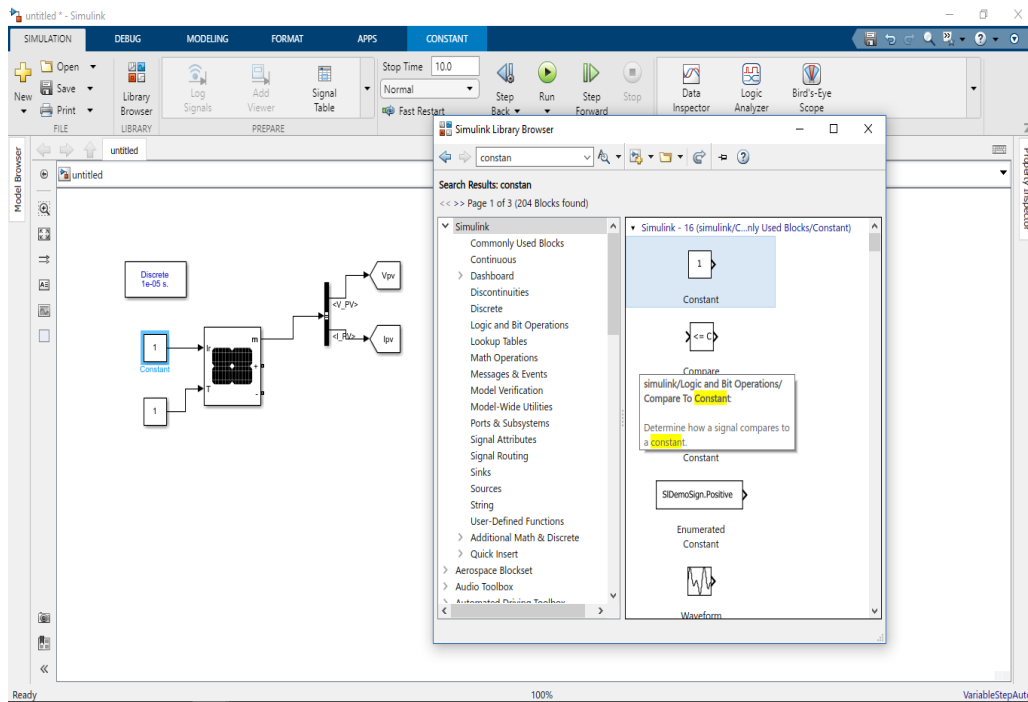 untitled * - Simulink
SIMULATION DEBUG MODELING FORMAT APPS CONSTANT
New
Open
Save
Print
FILE
Library
Browser
LIBRARY
Log
Signals
Add
Viewer
Signal
Table
PREPARE
Stop Time 10.0
Normal
Fast Restart
Step
Back
Run
Step
Forward
Stop
Data
Inspector
Logic
Analyzer
Bird's-Eye
Scope
Model Browser
untitled
untitled
Property Inspector
Discrete
1e-05 s.
1
Constant
1
Ir
T
m
+
-
<V_PV>
<I_PV>
Vpv
Ipv
Simulink Library Browser
constan
Search Results: constan
<< >> Page 1 of 3 (204 Blocks found)
Simulink
Commonly Used Blocks
Continuous
Dashboard
Discontinuities
Discrete
Logic and Bit Operations
Lookup Tables
Math Operations
Messages & Events
Model Verification
Model-Wide Utilities
Ports & Subsystems
Signal Attributes
Signal Routing
Sinks
Sources
String
User-Defined Functions
Additional Math & Discrete
Quick Insert
Aerospace Blockset
Audio Toolbox
Automated Driving Toolbox
Simulink - 16 (simulink/C...nly Used Blocks/Constant)
1
Constant
<= C
Compare
simulink/Logic and Bit Operations/
Compare To Constant
Determine how a signal compares to
a constant.
Constant
SlDemoSign.Positive
Enumerated
Constant
Waveform
Ready
100%
VariableStepAuto